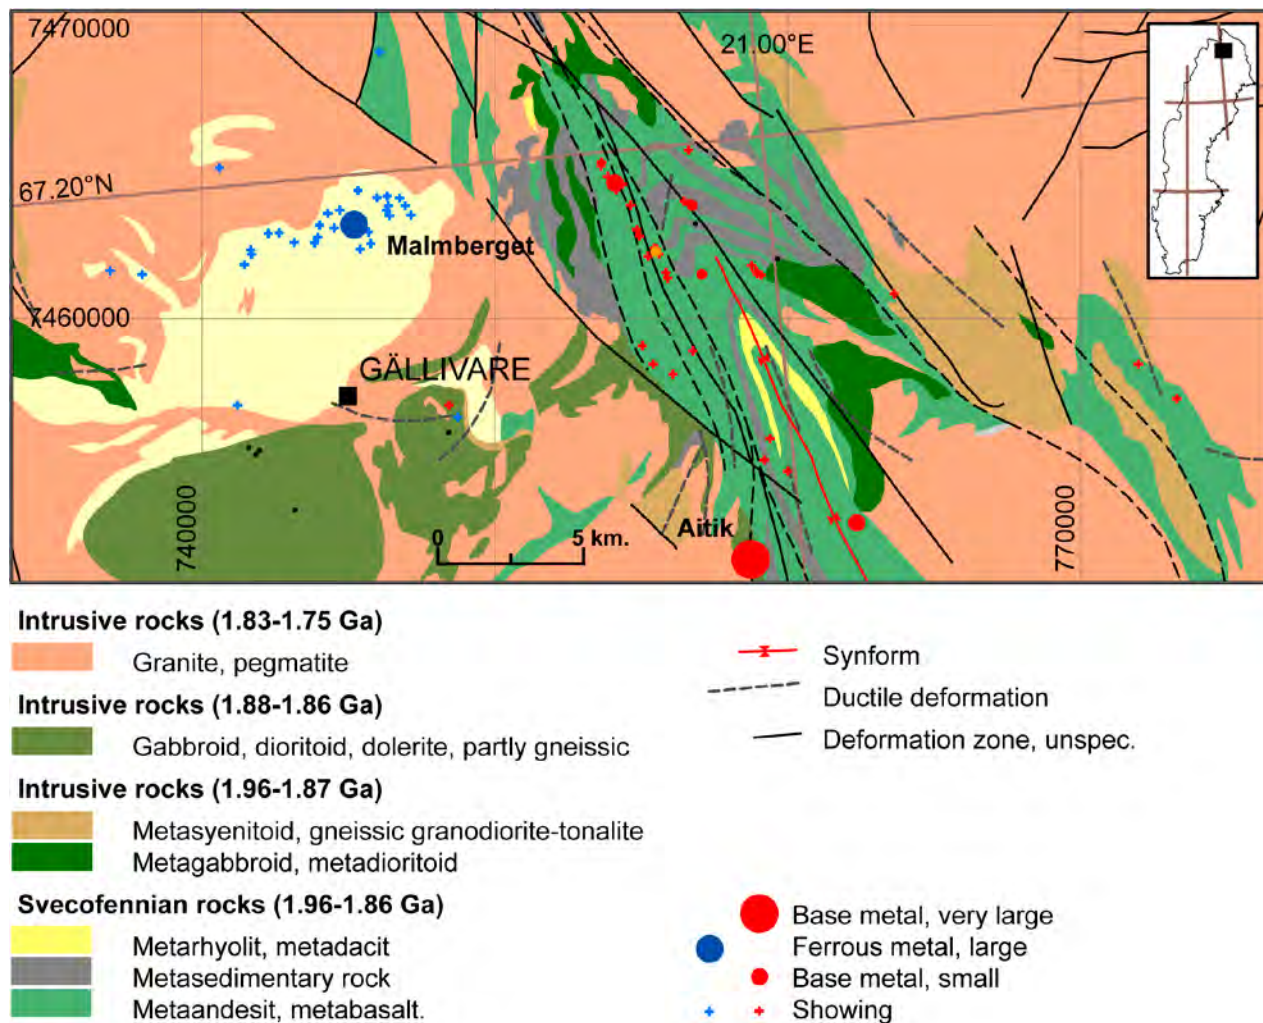 7470000
21.00°E
67.20°N
Malmberget
7460000
GÄLLIVARE
740000
0
5 km.
Aitik
770000
Intrusive rocks (1.83-1.75 Ga)
Granite, pegmatite
Intrusive rocks (1.88-1.86 Ga)
Gabbroid, dioritoid, dolerite, partly gneissic
Intrusive rocks (1.96-1.87 Ga)
Metasyenitoid, gneissic granodiorite-tonalite
Metagabbroid, metadioritoid
Svecofennian rocks (1.96-1.86 Ga)
Metarhyolit, metadacit
Metasedimentary rock
Metaandesit, metabasalt.
Synform
Ductile deformation
Deformation zone, unspec.
Base metal, very large
Ferrous metal, large
Base metal, small
Showing